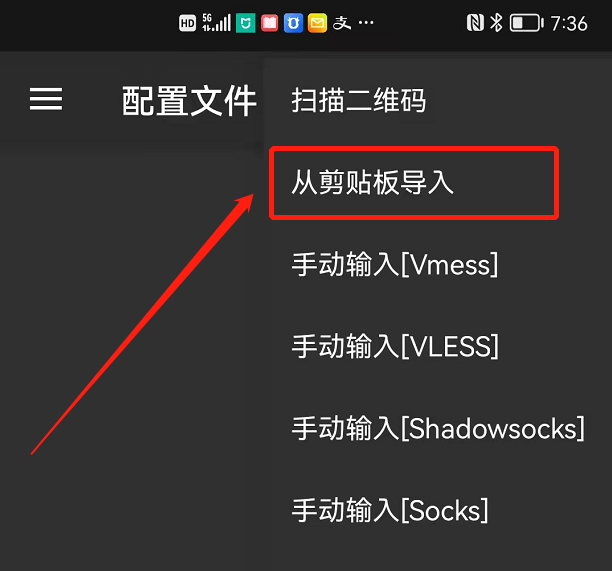 HD 5G 支 ··· 7:36
配置文件
扫描二维码
从剪贴板导入
手动输入[Vmess]
手动输入[VLESS]
手动输入[Shadowsocks]
手动输入[Socks]